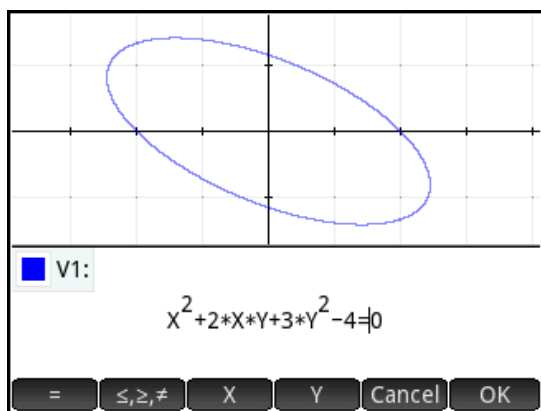 V1:
X²+2*X*Y+3*Y²-4=0
= ≤,≥,≠ X Y Cancel OK